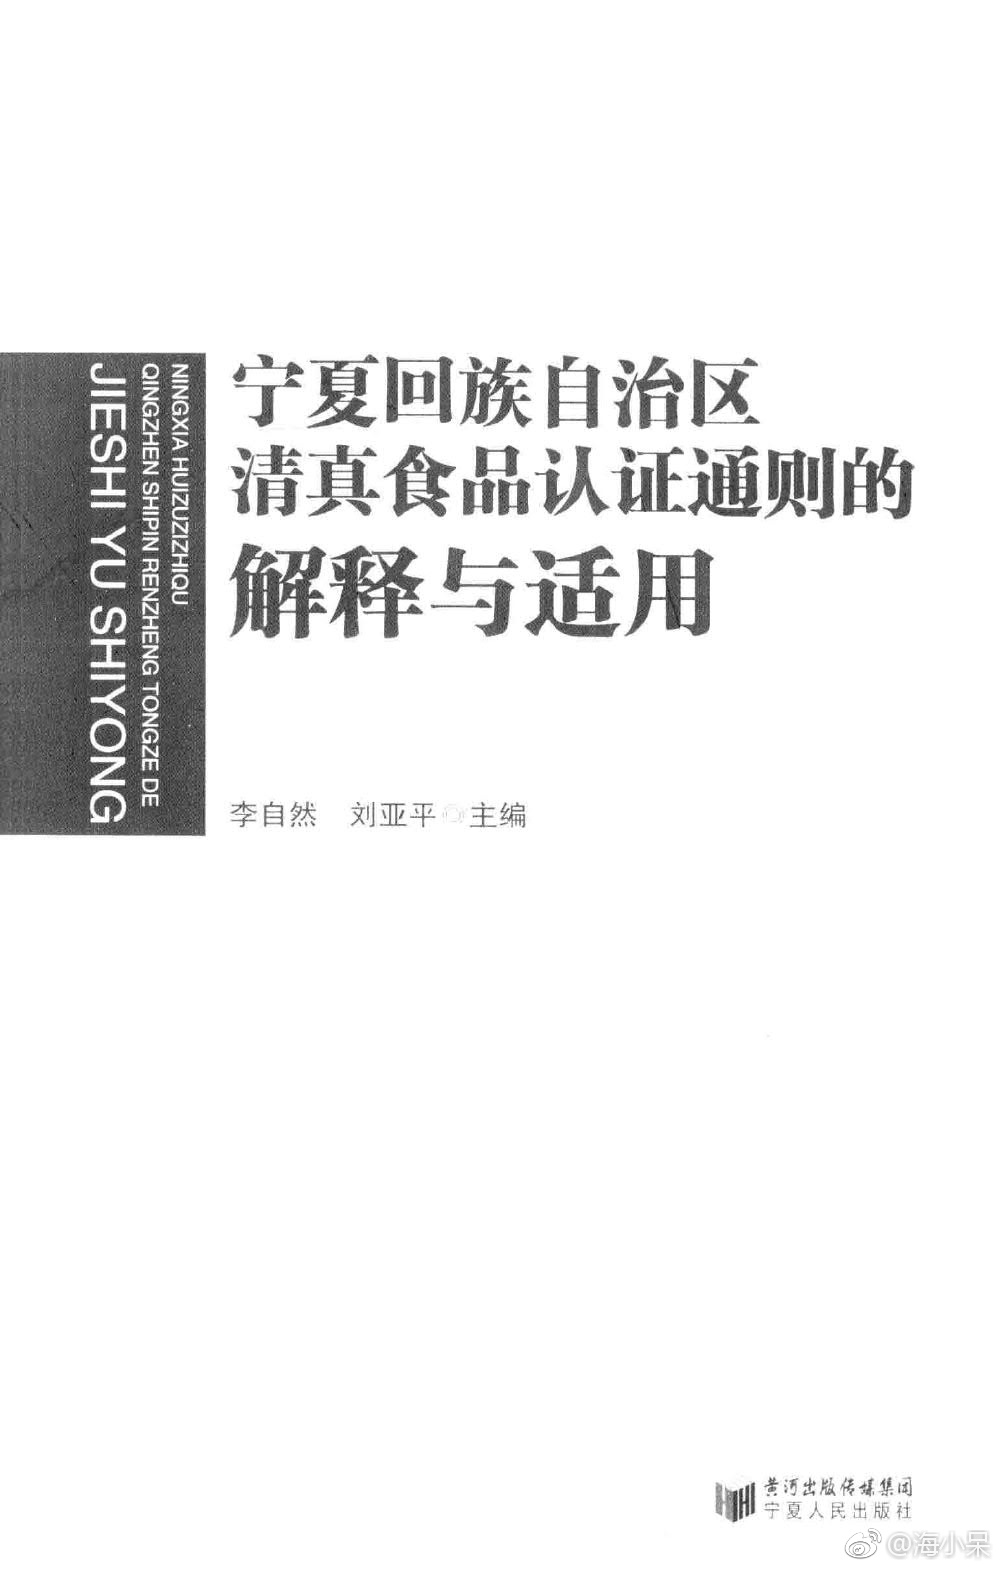 宁夏回族自治区
清真食品认证通则的
解释与适用
NINGXIA HUIZUZIZHIQU
QINGZHEN SHIPIN RENZHENG TONGZE DE
JIESHI YU SHIYONG
李自然 刘亚平◎主编
黄河出版传媒集团
宁夏人民出版社
@海小呆